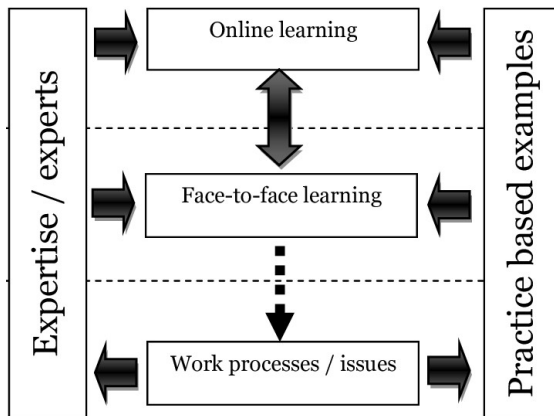 Online learning
Expertise / experts
Practice based examples
Face-to-face learning
Work processes / issues